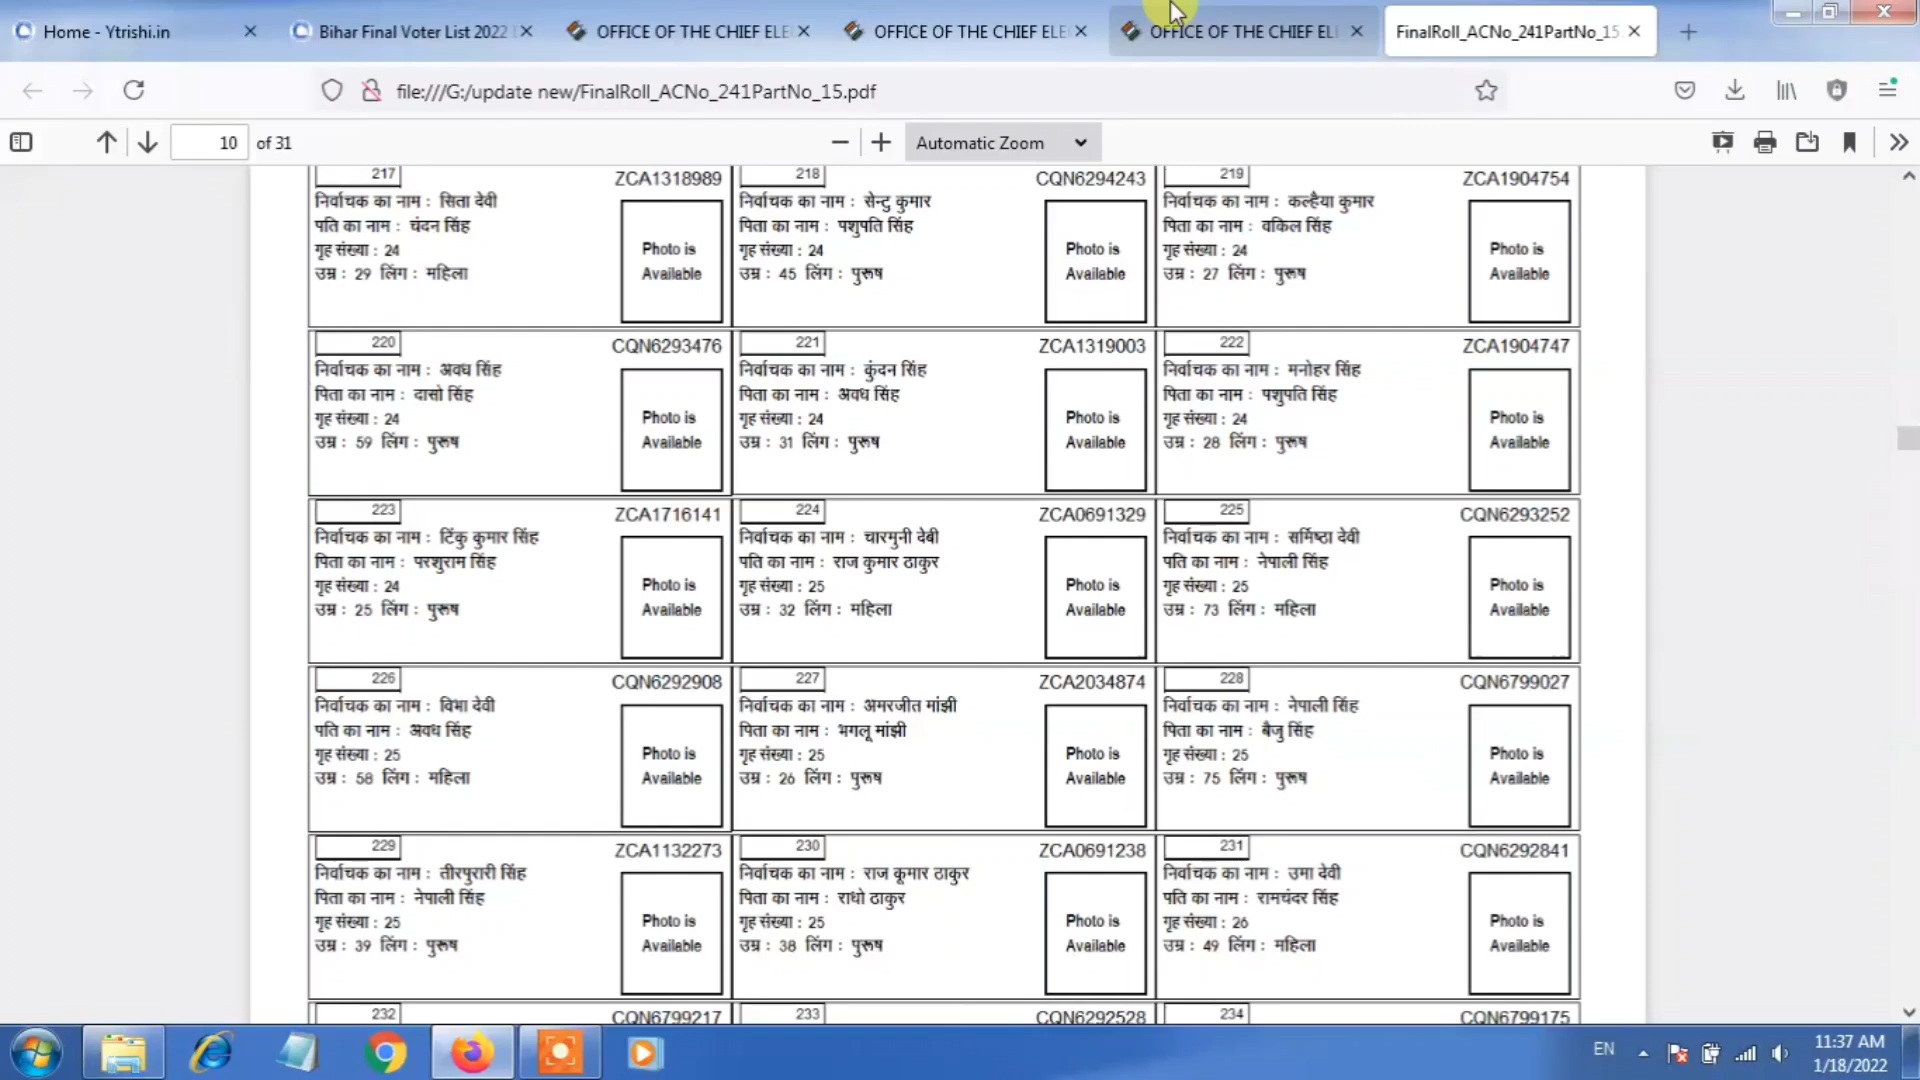 Home - Ytrishi.in
Bihar Final Voter List 2022
OFFICE OF THE CHIEF ELE
OFFICE OF THE CHIEF ELE
OFFICE OF THE CHIEF EL
FinalRoll_ACNo_241PartNo_15
file:///G:/update new/FinalRoll_ACNo_241PartNo_15.pdf
10 of 31
Automatic Zoom
217 ZCA1318989
निर्वाचक का नाम : सिता देवी
पति का नाम : चंदन सिंह
गृह संख्या : 24
उम्र : 29 लिंग : महिला
Photo is
Available
218 CQN6294243
निर्वाचक का नाम : सेन्टु कुमार
पिता का नाम : पशुपति सिंह
गृह संख्या : 24
उम्र : 45 लिंग : पुरूष
Photo is
Available
219 ZCA1904754
निर्वाचक का नाम : कल्हैया कुमार
पिता का नाम : वकिल सिंह
गृह संख्या : 24
उम्र : 27 लिंग : पुरूष
Photo is
Available
220 CQN6293476
निर्वाचक का नाम : अवध सिंह
पिता का नाम : दासो सिंह
गृह संख्या : 24
उम्र : 59 लिंग : पुरूष
Photo is
Available
221 ZCA1319003
निर्वाचक का नाम : कुंदन सिंह
पिता का नाम : अवध सिंह
गृह संख्या : 24
उम्र : 31 लिंग : पुरूष
Photo is
Available
222 ZCA1904747
निर्वाचक का नाम : मनोहर सिंह
पिता का नाम : पशुपति सिंह
गृह संख्या : 24
उम्र : 28 लिंग : पुरूष
Photo is
Available
223 ZCA1716141
निर्वाचक का नाम : टिंकु कुमार सिंह
पिता का नाम : परशुराम सिंह
गृह संख्या : 24
उम्र : 25 लिंग : पुरूष
Photo is
Available
224 ZCA0691329
निर्वाचक का नाम : चारमुनी देबी
पति का नाम : राज कुमार ठाकुर
गृह संख्या : 25
उम्र : 32 लिंग : महिला
Photo is
Available
225 CQN6293252
निर्वाचक का नाम : सर्मिष्ठा देवी
पति का नाम : नेपाली सिंह
गृह संख्या : 25
उम्र : 73 लिंग : महिला
Photo is
Available
226 CQN6292908
निर्वाचक का नाम : विभा देवी
पति का नाम : अवध सिंह
गृह संख्या : 25
उम्र : 58 लिंग : महिला
Photo is
Available
227 ZCA2034874
निर्वाचक का नाम : अमरजीत मांझी
पिता का नाम : भगलू मांझी
गृह संख्या : 25
उम्र : 26 लिंग : पुरूष
Photo is
Available
228 CQN6799027
निर्वाचक का नाम : नेपाली सिंह
पिता का नाम : बैजु सिंह
गृह संख्या : 25
उम्र : 75 लिंग : पुरूष
Photo is
Available
229 ZCA1132273
निर्वाचक का नाम : तीरपुरारी सिंह
पिता का नाम : नेपाली सिंह
गृह संख्या : 25
उम्र : 39 लिंग : पुरूष
Photo is
Available
230 ZCA0691238
निर्वाचक का नाम : राज कूमार ठाकुर
पिता का नाम : राधो ठाकुर
गृह संख्या : 25
उम्र : 38 लिंग : पुरूष
Photo is
Available
231 CQN6292841
निर्वाचक का नाम : उमा देवी
पति का नाम : रामचंदर सिंह
गृह संख्या : 26
उम्र : 49 लिंग : महिला
Photo is
Available
232 CQN6799217
233 CQN6292528
234 CQN6799175
EN
11:37 AM
1/18/2022